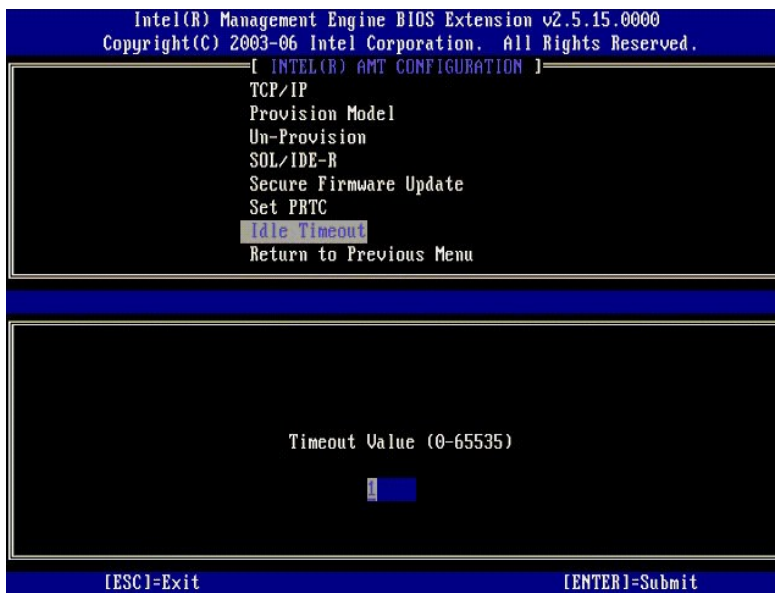 Intel(R) Management Engine BIOS Extension v2.5.15.0000
Copyright(C) 2003-06 Intel Corporation. All Rights Reserved.
[ INTEL(R) AMT CONFIGURATION ]
TCP/IP
Provision Model
Un-Provision
SOL/IDE-R
Secure Firmware Update
Set PRTC
Idle Timeout
Return to Previous Menu
Timeout Value (0-65535)
1
[ESC]=Exit [ENTER]=Submit